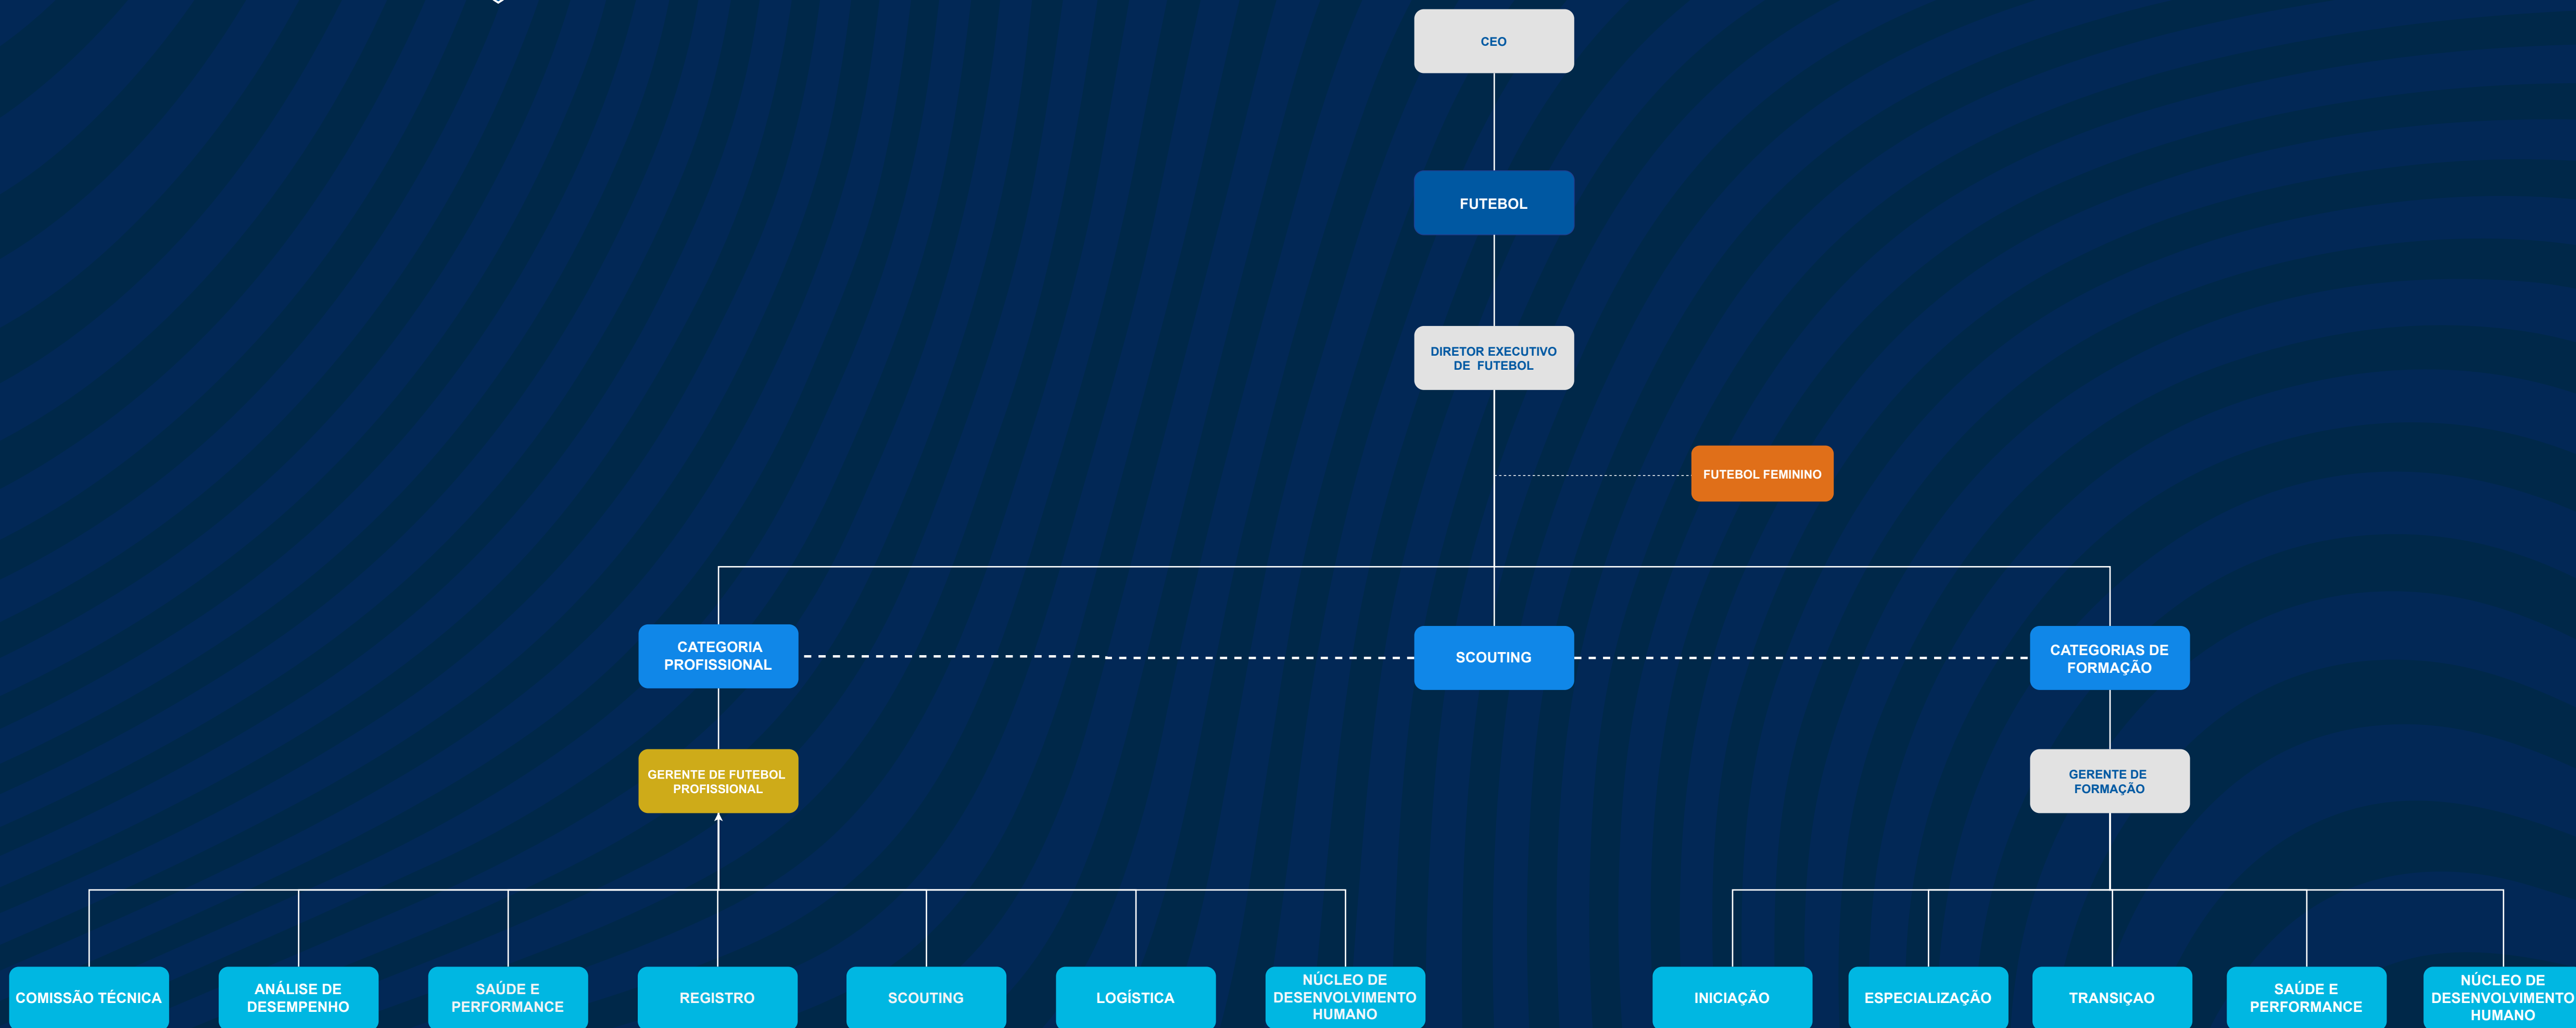 CEO
FUTEBOL
DIRETOR EXECUTIVO
DE FUTEBOL
FUTEBOL FEMININO
CATEGORIA
PROFISSIONAL
SCOUTING
CATEGORIAS DE
FORMAÇÃO
GERENTE DE FUTEBOL
PROFISSIONAL
GERENTE DE
FORMAÇÃO
COMISSÃO TÉCNICA
ANÁLISE DE
DESEMPENHO
SAÚDE E
PERFORMANCE
REGISTRO
SCOUTING
LOGÍSTICA
NÚCLEO DE
DESENVOLVIMENTO
HUMANO
INICIAÇÃO
ESPECIALIZAÇÃO
TRANSIÇAO
SAÚDE E
PERFORMANCE
NÚCLEO DE
DESENVOLVIMENTO
HUMANO